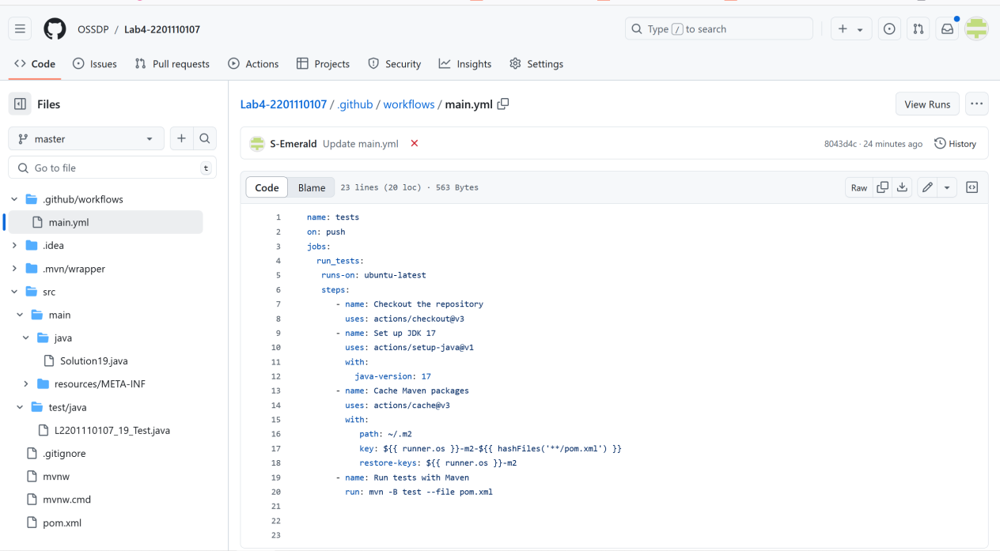 OSSDP / Lab4-2201110107
Type / to search
Code Issues Pull requests Actions Projects Security Insights Settings
Files
master
Go to file t
.github/workflows
main.yml
.idea
.mvn/wrapper
src
main
java
Solution19.java
resources/META-INF
test/java
L2201110107_19_Test.java
.gitignore
mvnw
mvnw.cmd
pom.xml
Lab4-2201110107 / .github / workflows / main.yml
View Runs
S-Emerald Update main.yml
8043d4c · 24 minutes ago History
Code Blame 23 lines (20 loc) · 563 Bytes
Raw
1 name: tests
2 on: push
3 jobs:
4 run_tests:
5 runs-on: ubuntu-latest
6 steps:
7 - name: Checkout the repository
8 uses: actions/checkout@v3
9 - name: Set up JDK 17
10 uses: actions/setup-java@v1
11 with:
12 java-version: 17
13 - name: Cache Maven packages
14 uses: actions/cache@v3
15 with:
16 path: ~/.m2
17 key: ${{ runner.os }}-m2-${{ hashFiles('**/pom.xml') }}
18 restore-keys: ${{ runner.os }}-m2
19 - name: Run tests with Maven
20 run: mvn -B test --file pom.xml
21
22
23